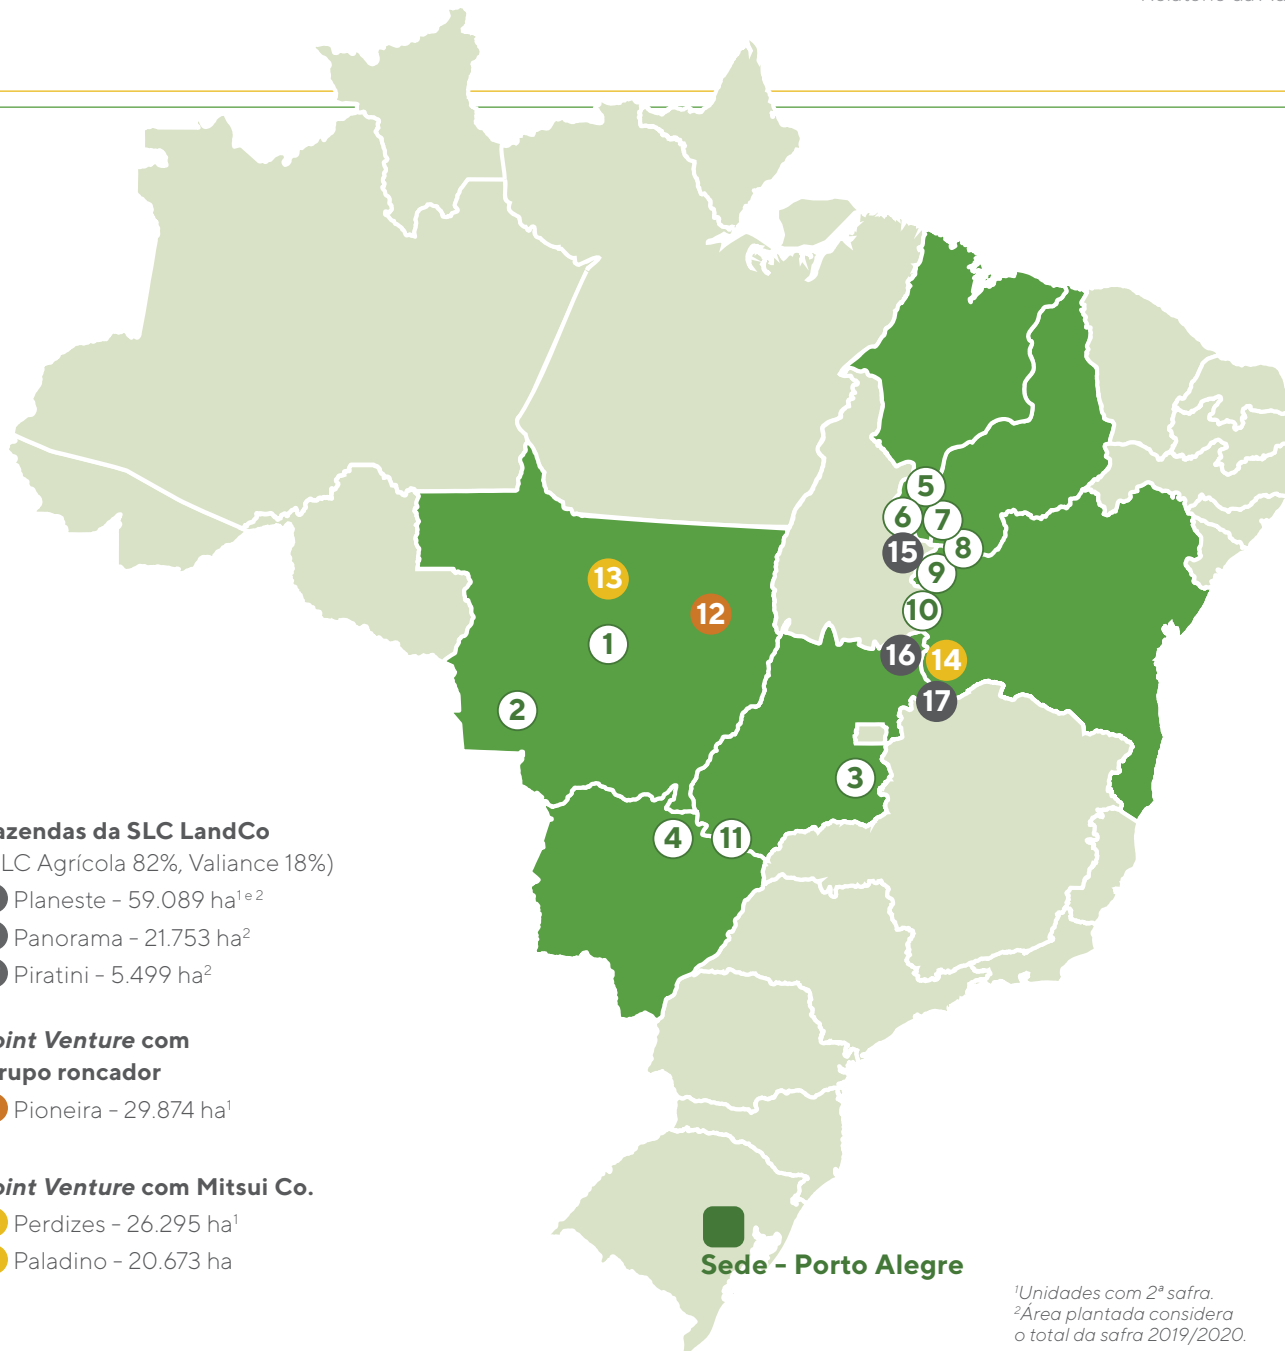 5
6
7
15
8
9
13
12
10
1
16
14
2
17
3
4
11
azendas da SLC LandCo
LC Agrícola 82%, Valiance 18%)
Planeste - 59.089 ha¹ ᵉ ²
Panorama - 21.753 ha²
Piratini - 5.499 ha²
oint Venture com
rupo roncador
Pioneira - 29.874 ha¹
oint Venture com Mitsui Co.
Perdizes - 26.295 ha¹
Paladino - 20.673 ha
Sede - Porto Alegre
¹Unidades com 2ª safra.
²Área plantada considera
o total da safra 2019/2020.